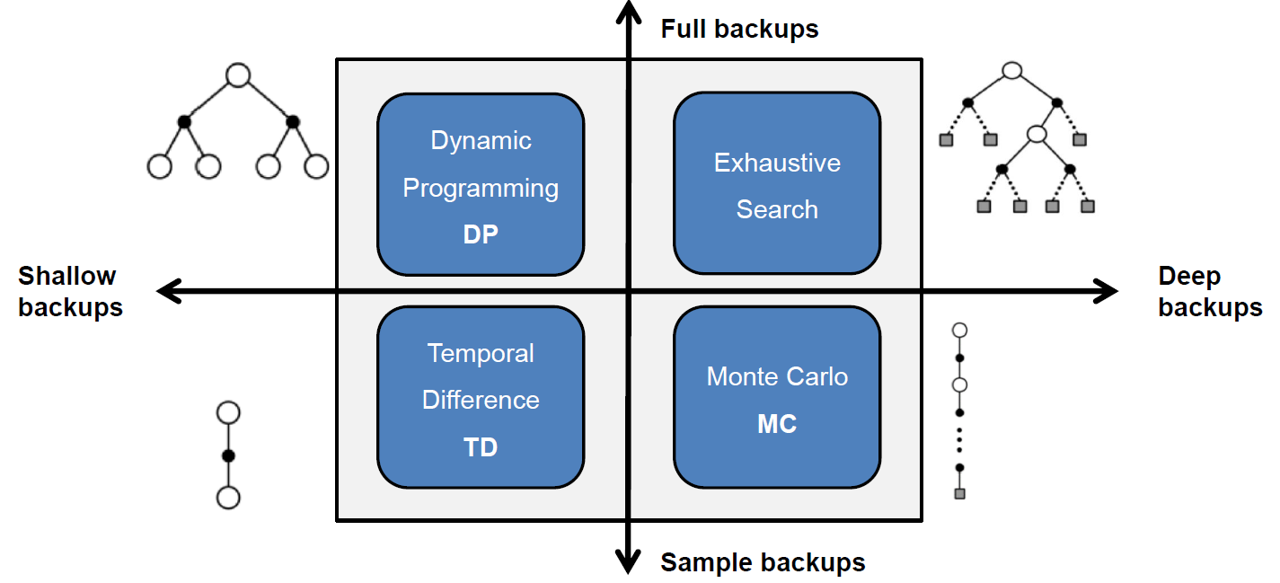 Full backups
Dynamic
Programming
DP
Exhaustive
Search
Shallow
backups
Deep
backups
Temporal
Difference
TD
Monte Carlo
MC
Sample backups